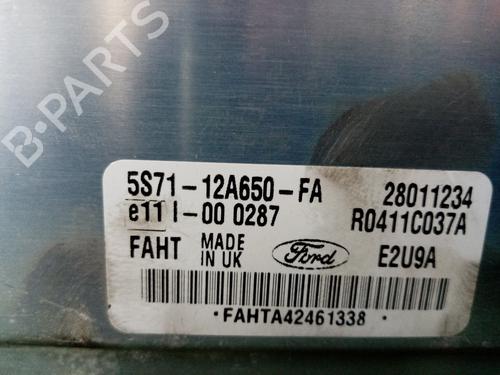 B-PARTS
5S71-12A650-FA 28011234
e11 I-00 0287 R0411C037A
FAHT MADE IN UK Ford E2U9A
·FAHTA42461338·